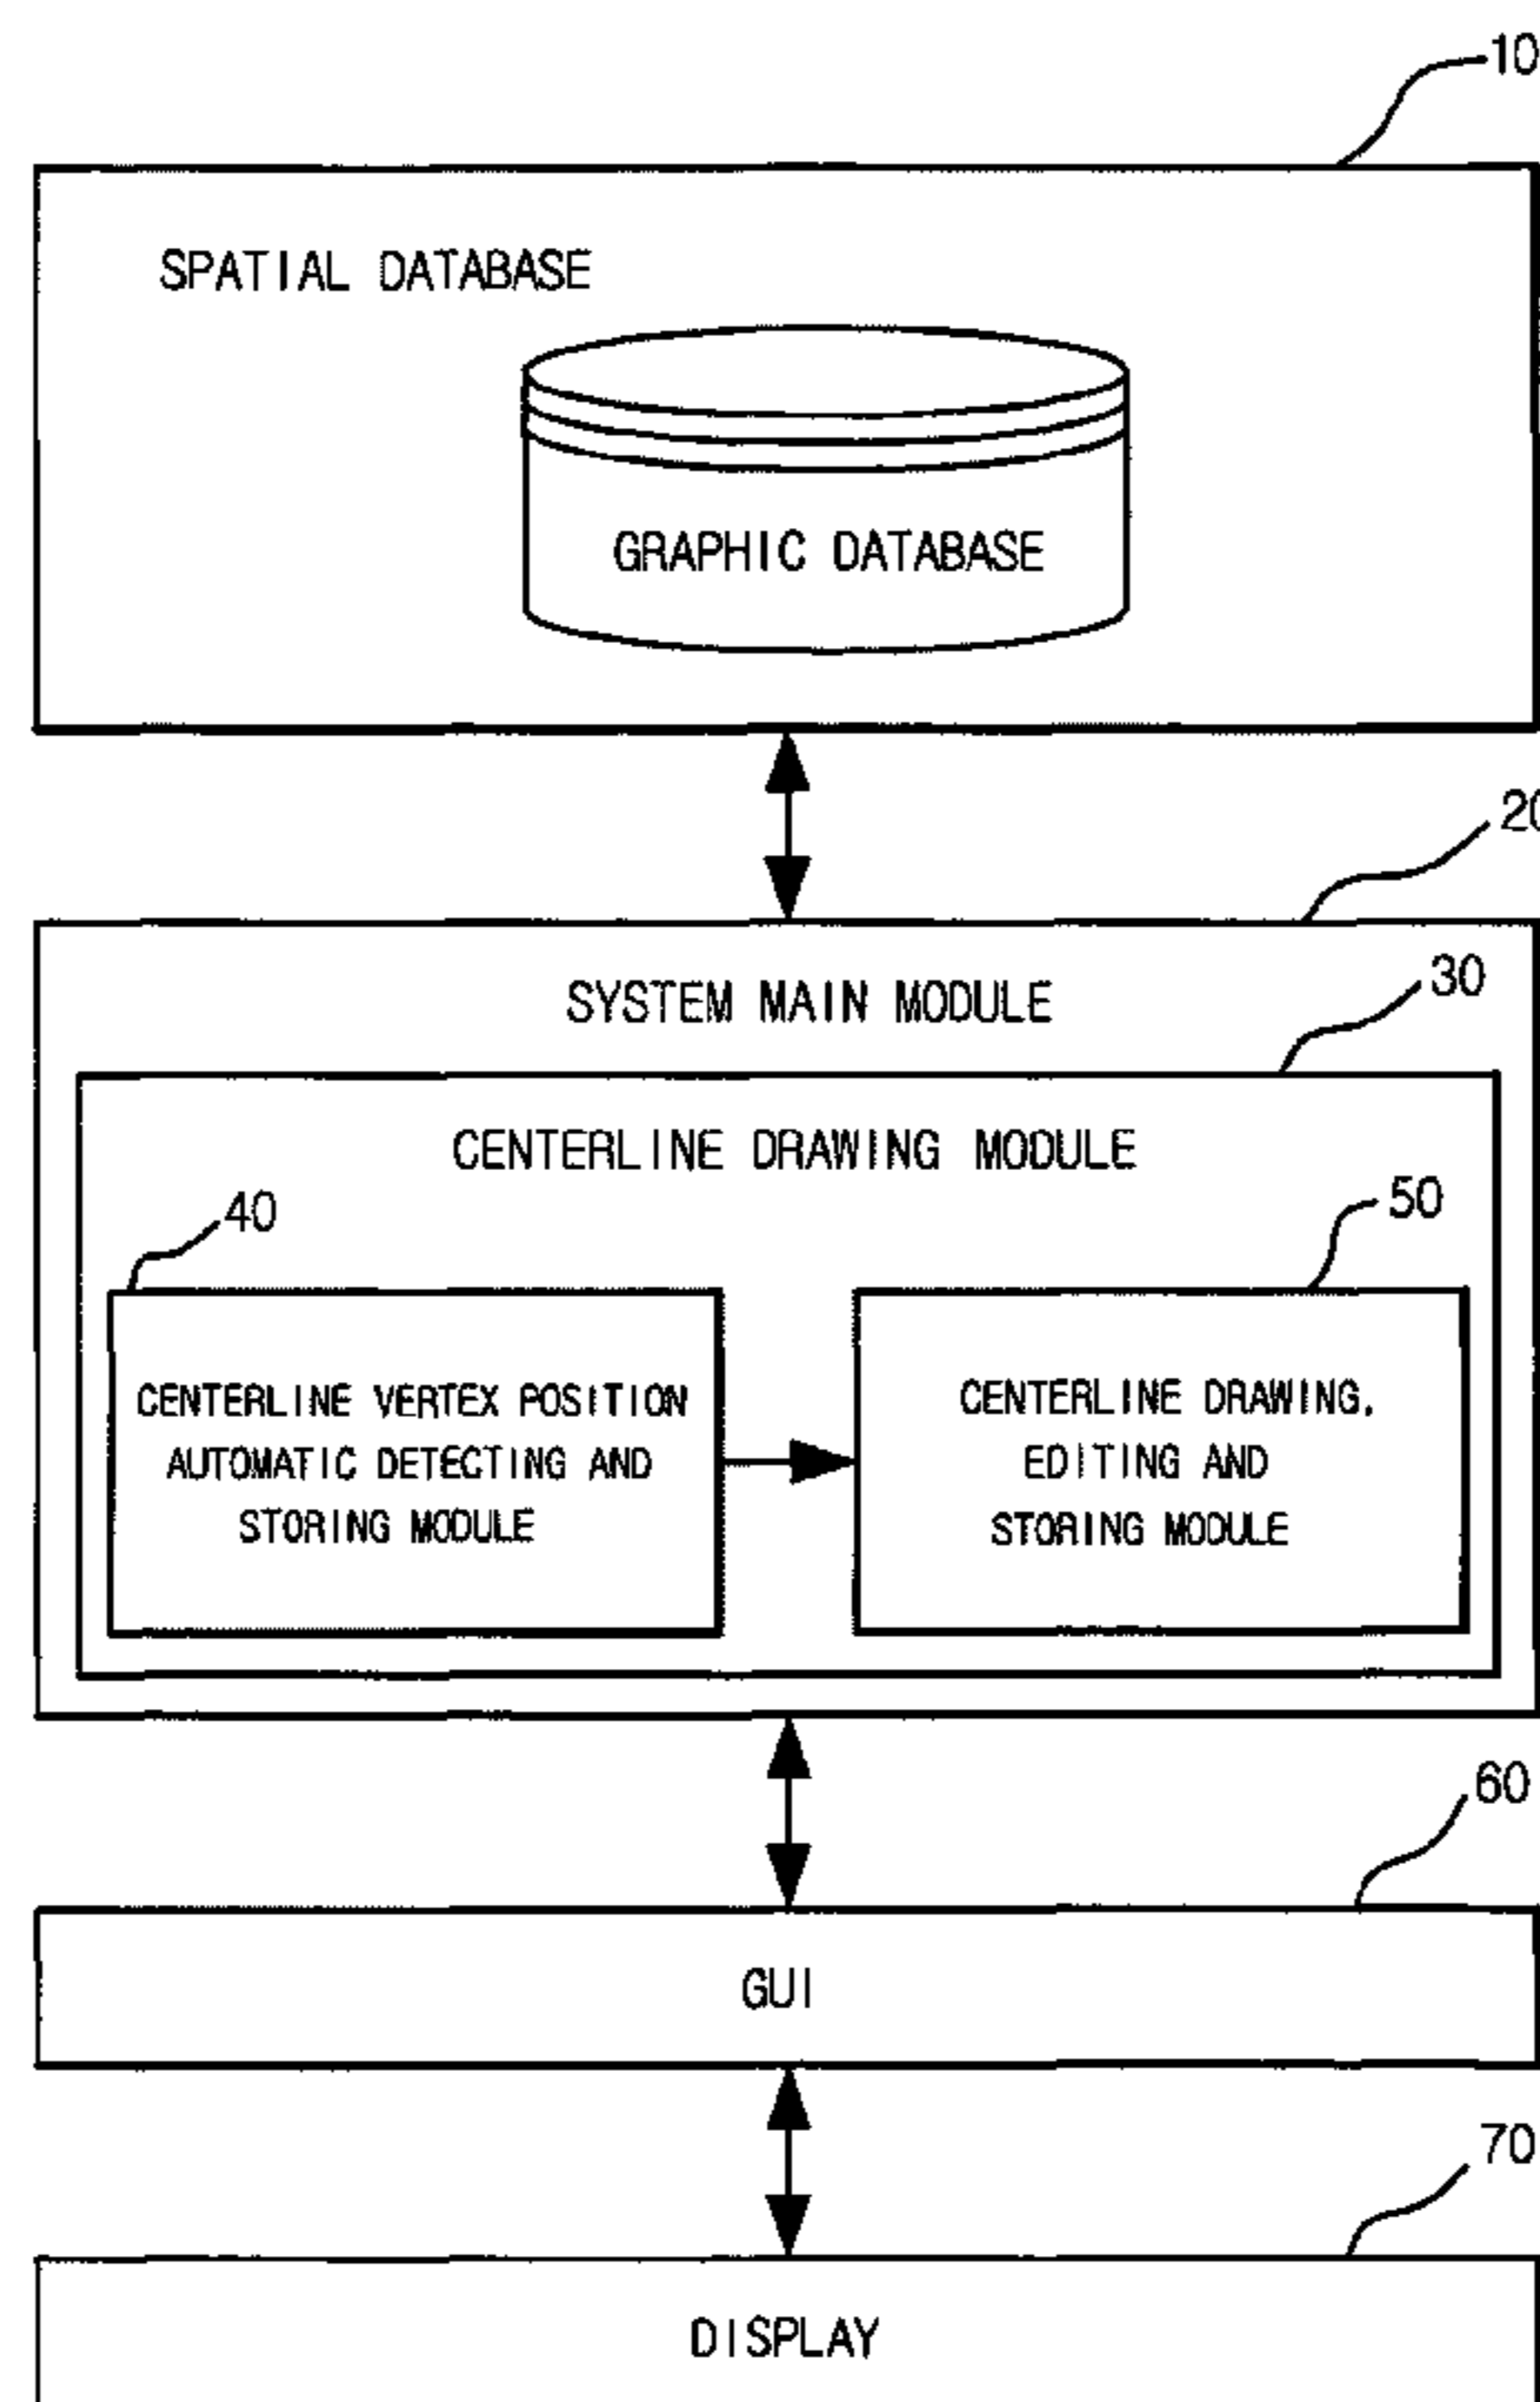 10
SPATIAL DATABASE
GRAPHIC DATABASE
20
SYSTEM MAIN MODULE
30
CENTERLINE DRAWING MODULE
40
50
CENTERLINE VERTEX POSITION
AUTOMATIC DETECTING AND
STORING MODULE
CENTERLINE DRAWING,
EDITING AND
STORING MODULE
60
GUI
70
DISPLAY